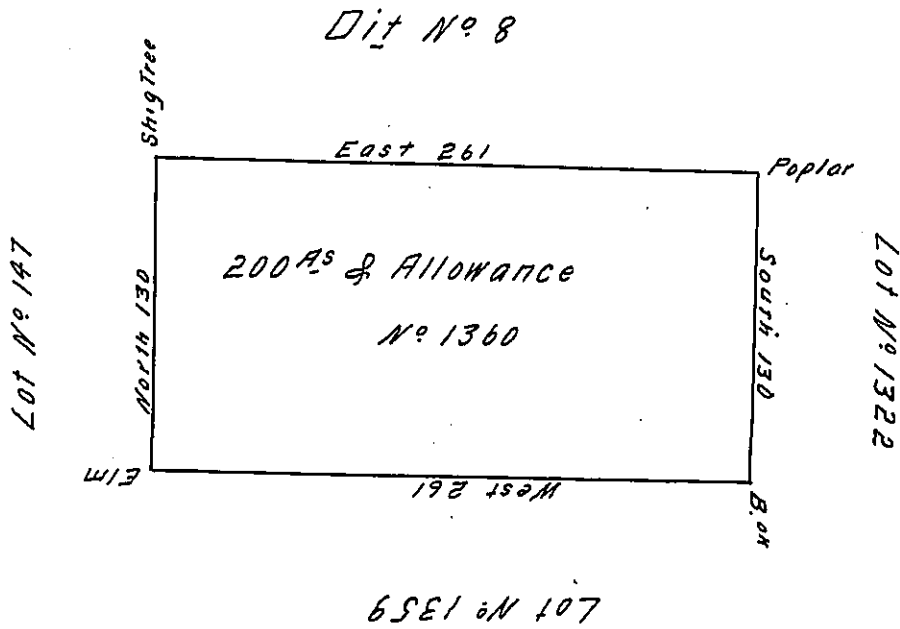 Dit Nº 8
Shig Tree
East 261
Poplar
Lot Nº 147
North 130
200 As & Allowance
Nº 1360
South 130
Lot Nº 1322
Elm
West 261
B. ok
Lot Nº 1359